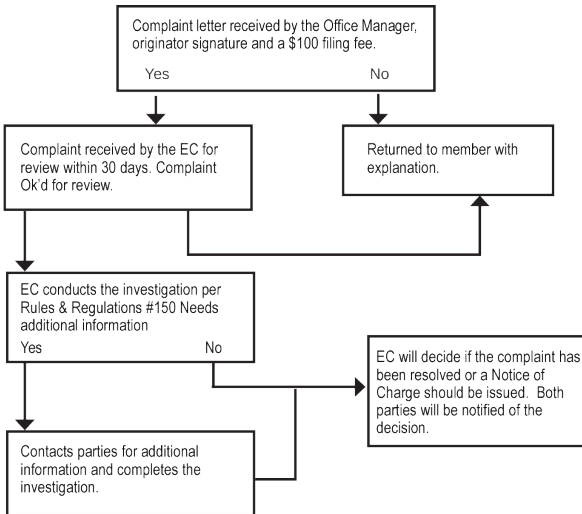 Complaint letter received by the Office Manager,
originator signature and a $100 filing fee.
Yes No
Complaint received by the EC for
review within 30 days. Complaint
Ok'd for review.
Returned to member with
explanation.
EC conducts the investigation per
Rules & Regulations #150 Needs
additional information
Yes No
EC will decide if the complaint has
been resolved or a Notice of
Charge should be issued. Both
parties will be notified of the
decision.
Contacts parties for additional
information and completes the
investigation.